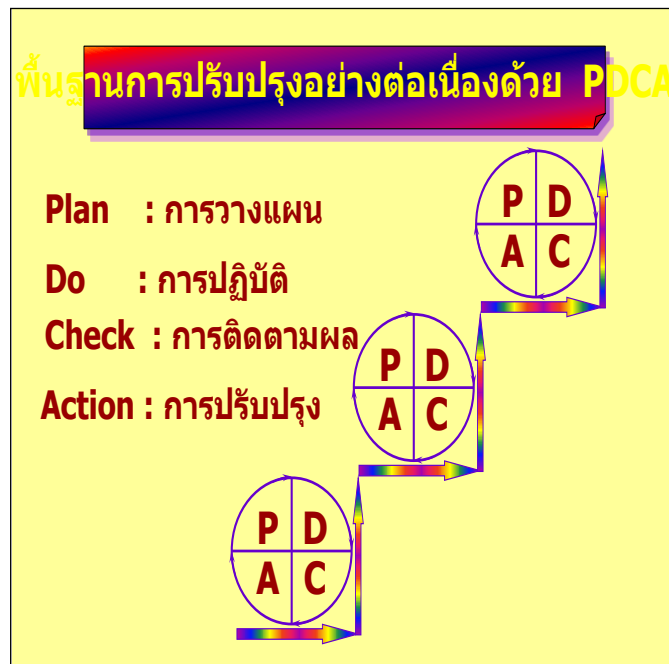 พื้นฐานการปรับปรุงอย่างต่อเนื่องด้วย PDCA
Plan : การวางแผน
Do : การปฏิบัติ
Check : การติดตามผล
Action : การปรับปรุง
P D
A C
P D
A C
P D
A C